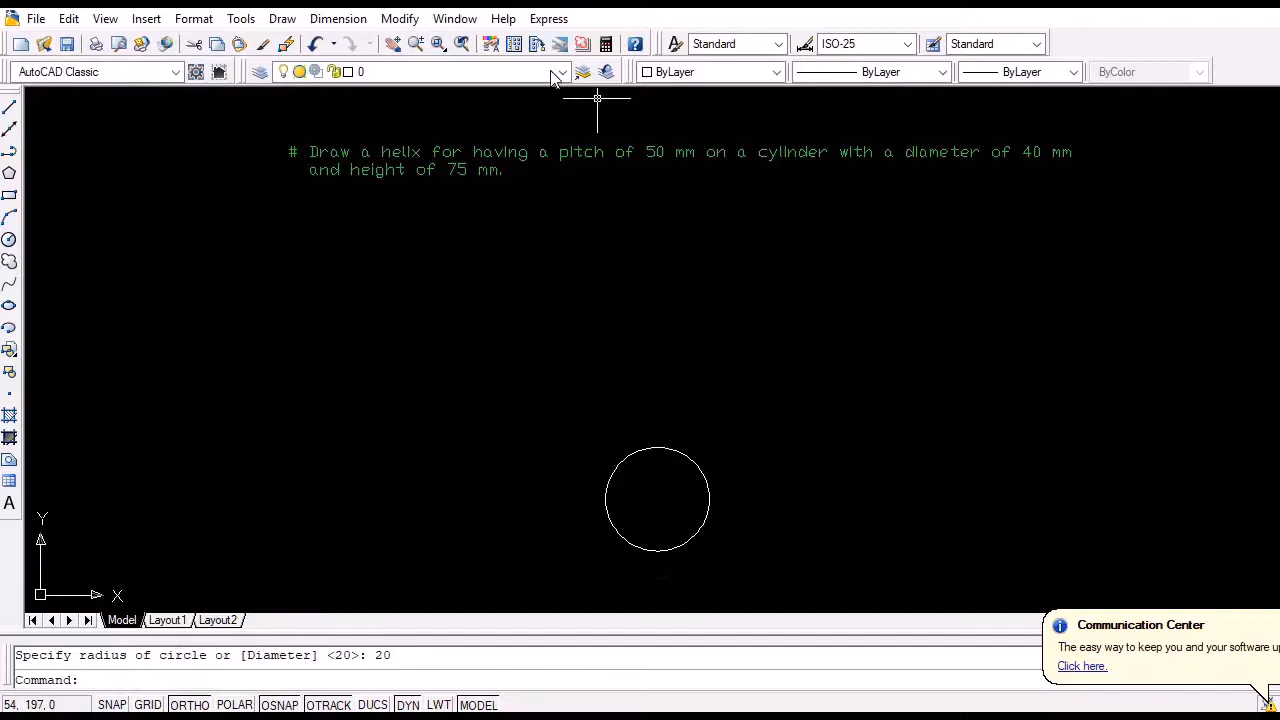 File Edit View Insert Format Tools Draw Dimension Modify Window Help Express
Standard ISO-25 Standard
AutoCAD Classic 0 ByLayer ByLayer ByLayer ByColor
# Draw a helix for having a pitch of 50 mm on a cylinder with a diameter of 40 mm
and height of 75 mm.
Y
X
A
Model Layout1 Layout2
Communication Center
The easy way to keep you and your software up
Click here.
Specify radius of circle or [Diameter] <20>: 20
Command:
54, 197, 0 SNAP GRID ORTHO POLAR OSNAP OTRACK DUCS DYN LWT MODEL